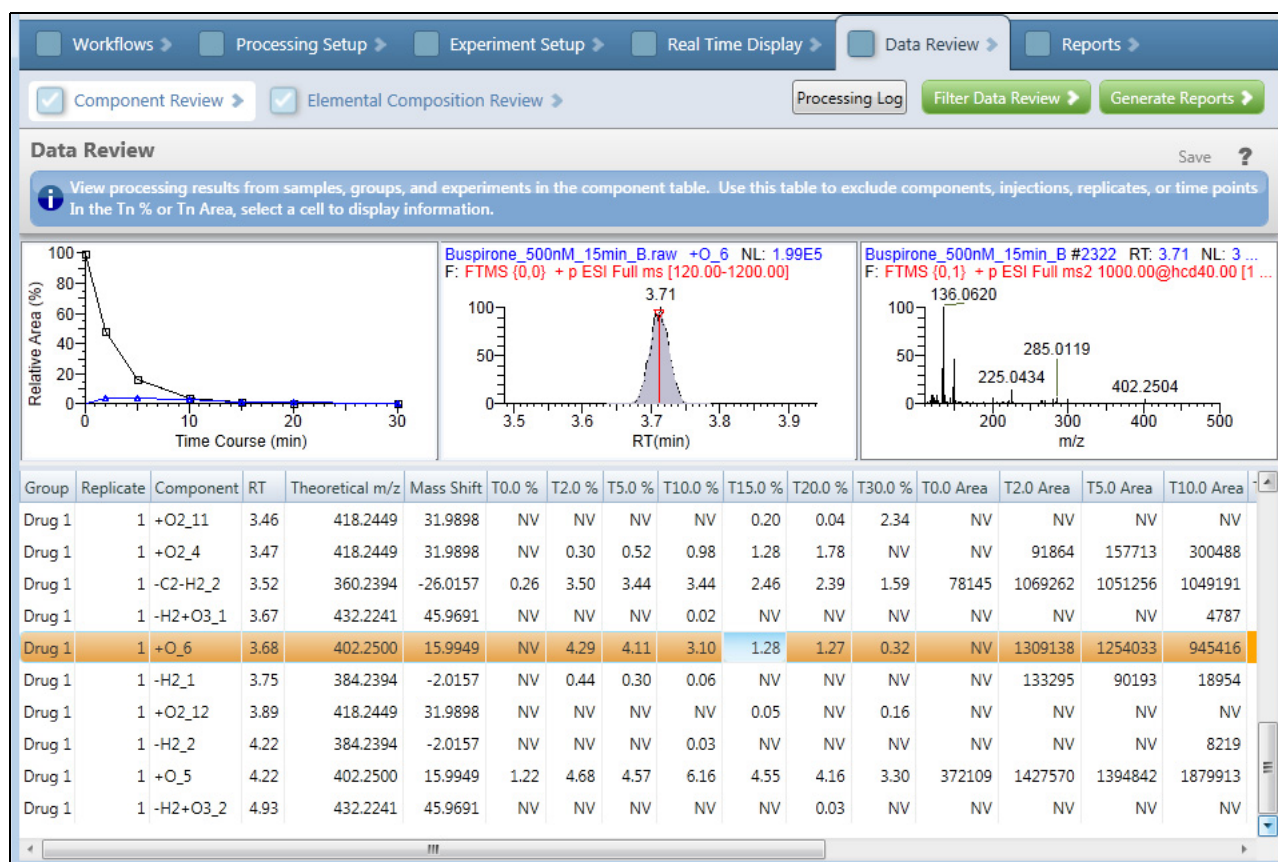 Workflows Processing Setup Experiment Setup Real Time Display Data Review Reports
Component Review Elemental Composition Review Processing Log Filter Data Review Generate Reports
Data Review Save ?
View processing results from samples, groups, and experiments in the component table. Use this table to exclude components, injections, replicates, or time points
In the Tn % or Tn Area, select a cell to display information.
100
80
60
40
20
0
Relative Area (%)
0 10 20 30
Time Course (min)
Buspirone_500nM_15min_B.raw +O_6 NL: 1.99E5
F: FTMS {0,0} + p ESI Full ms [120.00-1200.00]
3.71
100
50
0
3.5 3.6 3.7 3.8 3.9
RT(min)
Buspirone_500nM_15min_B #2322 RT: 3.71 NL: 3 ...
F: FTMS {0,1} + p ESI Full ms2 1000.00@hcd40.00 [1 ...
136.0620
100
285.0119
50
225.0434
402.2504
0
200 300 400 500
m/z
Group Replicate Component RT Theoretical m/z Mass Shift T0.0 % T2.0 % T5.0 % T10.0 % T15.0 % T20.0 % T30.0 % T0.0 Area T2.0 Area T5.0 Area T10.0 Area
Drug 1 1 +O2_11 3.46 418.2449 31.9898 NV NV NV NV 0.20 0.04 2.34 NV NV NV NV
Drug 1 1 +O2_4 3.47 418.2449 31.9898 NV 0.30 0.52 0.98 1.28 1.78 NV NV 91864 157713 300488
Drug 1 1 -C2-H2_2 3.52 360.2394 -26.0157 0.26 3.50 3.44 3.44 2.46 2.39 1.59 78145 1069262 1051256 1049191
Drug 1 1 -H2+O3_1 3.67 432.2241 45.9691 NV NV NV 0.02 NV NV NV NV NV NV 4787
Drug 1 1 +O_6 3.68 402.2500 15.9949 NV 4.29 4.11 3.10 1.28 1.27 0.32 NV 1309138 1254033 945416
Drug 1 1 -H2_1 3.75 384.2394 -2.0157 NV 0.44 0.30 0.06 NV NV NV NV 133295 90193 18954
Drug 1 1 +O2_12 3.89 418.2449 31.9898 NV NV NV NV 0.05 NV 0.16 NV NV NV NV
Drug 1 1 -H2_2 4.22 384.2394 -2.0157 NV NV NV 0.03 NV NV NV NV NV NV 8219
Drug 1 1 +O_5 4.22 402.2500 15.9949 1.22 4.68 4.57 6.16 4.55 4.16 3.30 372109 1427570 1394842 1879913
Drug 1 1 -H2+O3_2 4.93 432.2241 45.9691 NV NV NV NV NV 0.03 NV NV NV NV NV